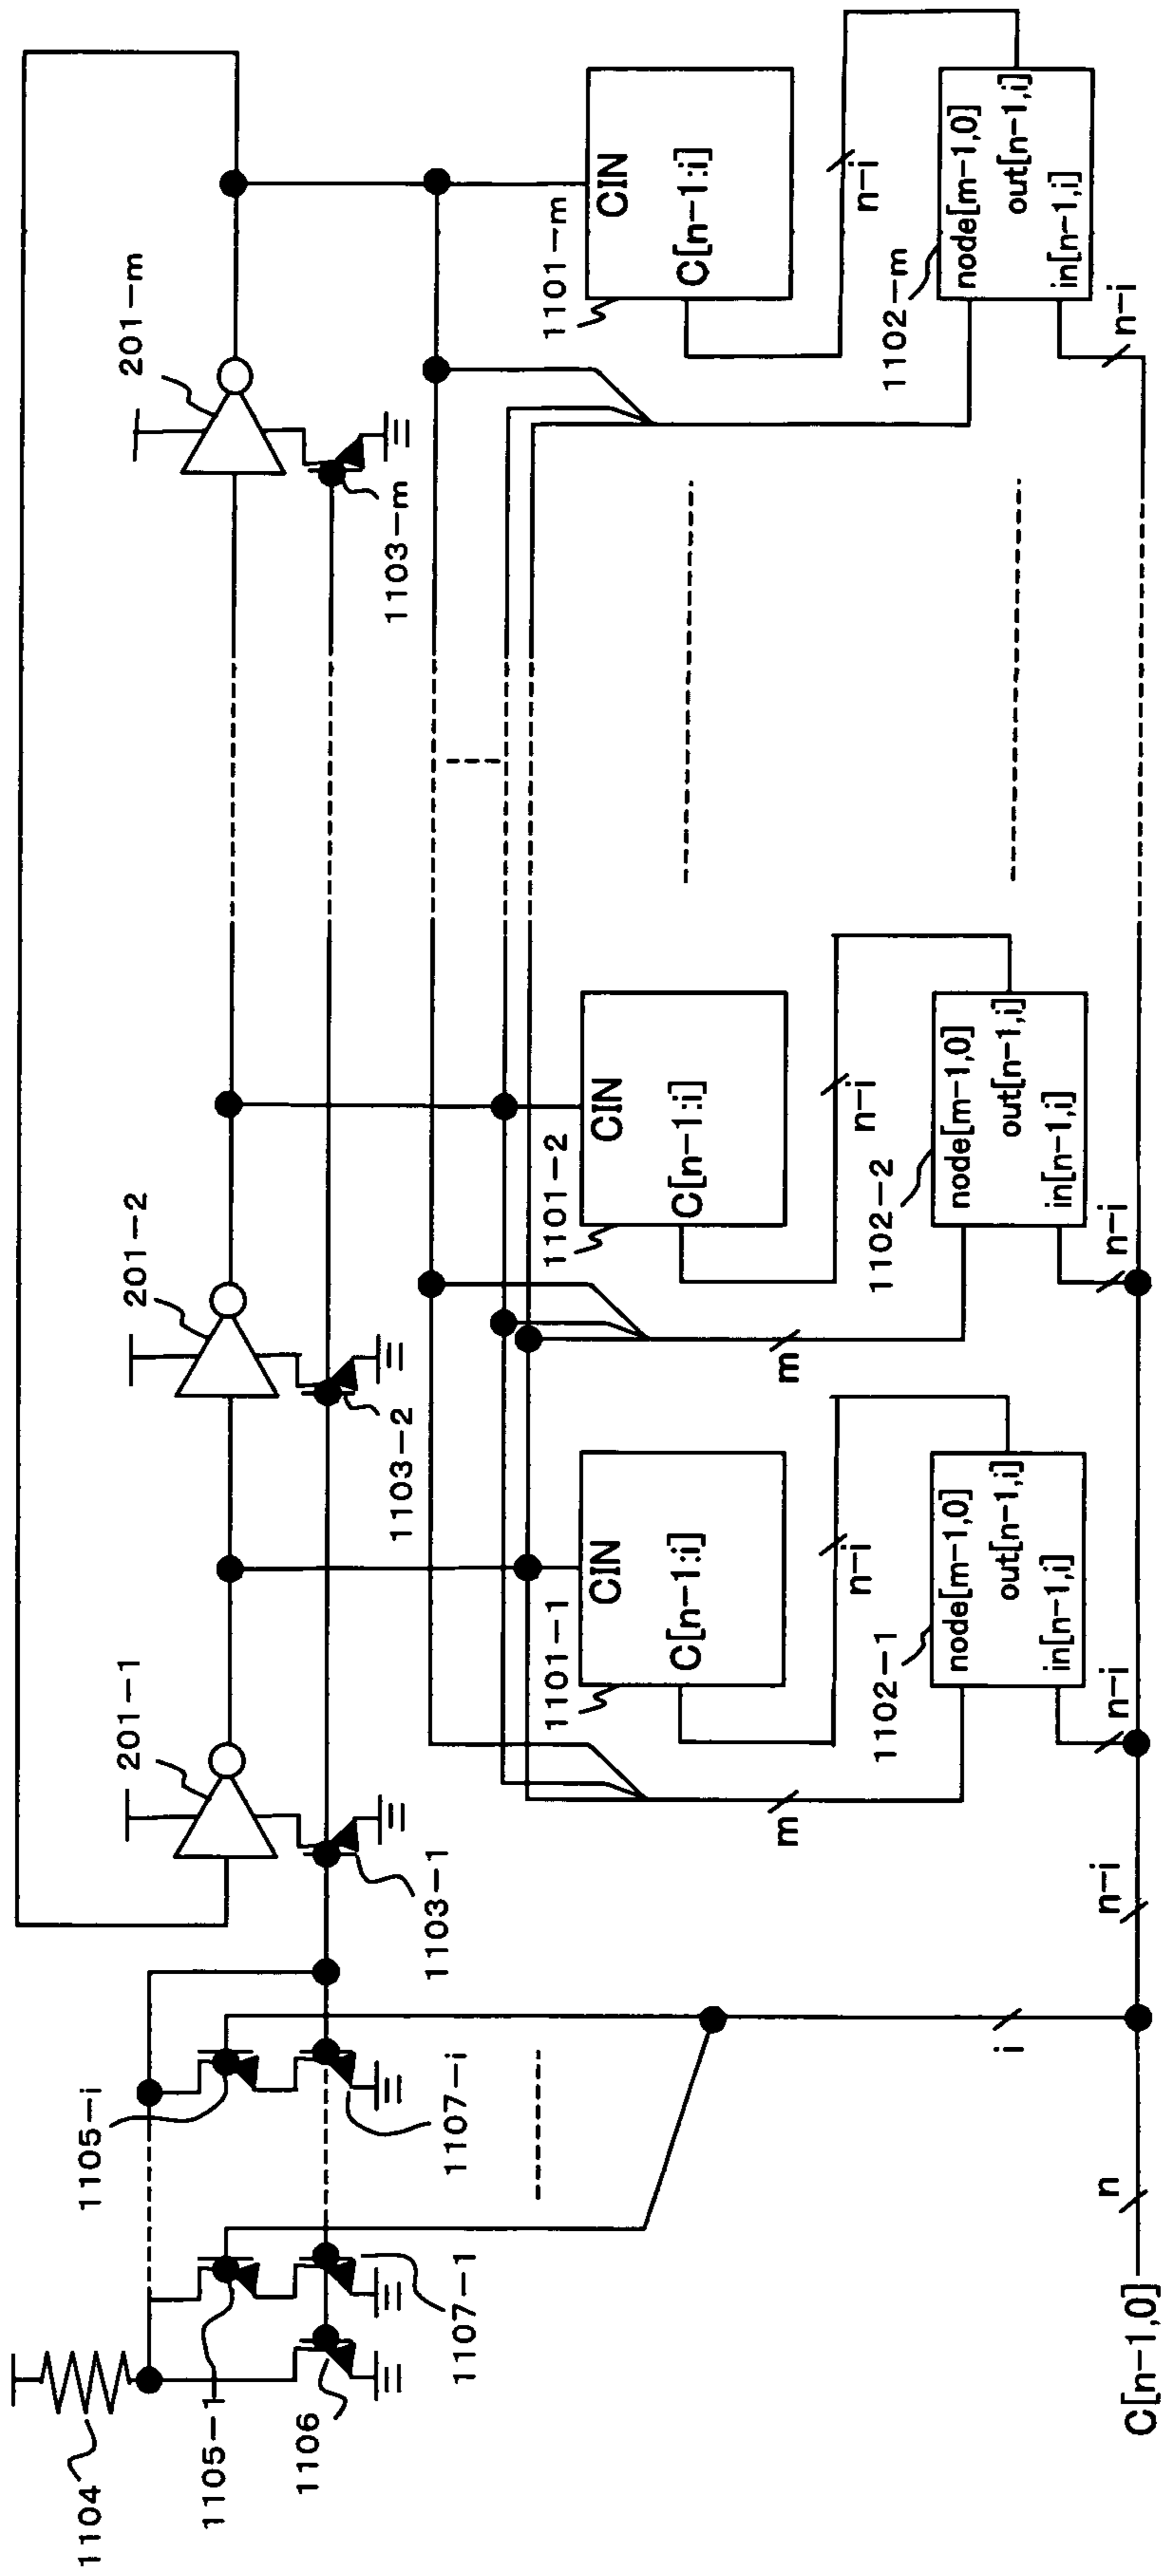 1104
1105-1
1105-i
1106
1107-1
1107-i
201-1
201-2
201-m
1103-1
1103-2
1103-m
1101-1
CIN
C[n-1:i]
1101-2
CIN
C[n-1:i]
1101-m
CIN
C[n-1:i]
m
n-i
m
n-i
n-i
1102-1
node[m-1,0]
out[n-1,i]
in[n-1,i]
1102-2
node[m-1,0]
out[n-1,i]
in[n-1,i]
1102-m
node[m-1,0]
out[n-1,i]
in[n-1,i]
C[n-1,0]
n
i
n-i
n-i
n-i
n-i